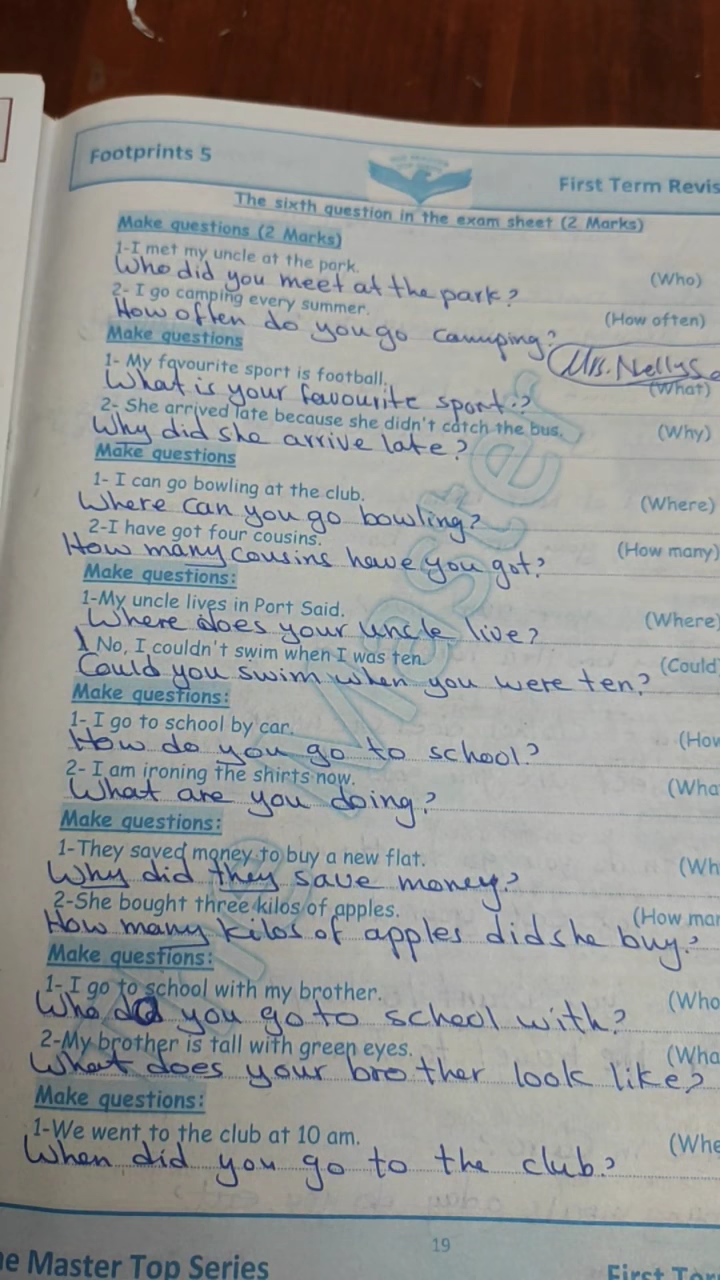 Footprints 5
First Term Revis
The sixth question in the exam sheet (2 Marks)
Make questions (2 Marks)
1-I met my uncle at the park. (Who)
Who did you meet at the park?
2- I go camping every summer. (How often)
How often do you go camping?
Make questions
Mrs. Nelly
1- My favourite sport is football. (What)
What is your favourite sport?
2- She arrived late because she didn't catch the bus. (Why)
Why did she arrive late?
Make questions
1- I can go bowling at the club. (Where)
Where can you go bowling?
2-I have got four cousins. (How many)
How many cousins have you got?
Make questions:
1-My uncle lives in Port Said. (Where)
Where does your uncle live?
No, I couldn't swim when I was ten. (Could
Could you swim when you were ten?
Make questions:
1- I go to school by car. (How
How do you go to school?
2- I am ironing the shirts now. (Wha
What are you doing?
Make questions:
1-They saved money to buy a new flat. (Wh
Why did they save money?
2-She bought three kilos of apples. (How man
How many kilos of apples did she buy?
Make questions:
1- I go to school with my brother. (Who
Who do you go to school with?
2-My brother is tall with green eyes. (Wha
What does your brother look like?
Make questions:
1-We went to the club at 10 am. (Whe
When did you go to the club?
19
he Master Top Series
First Ter
The Master